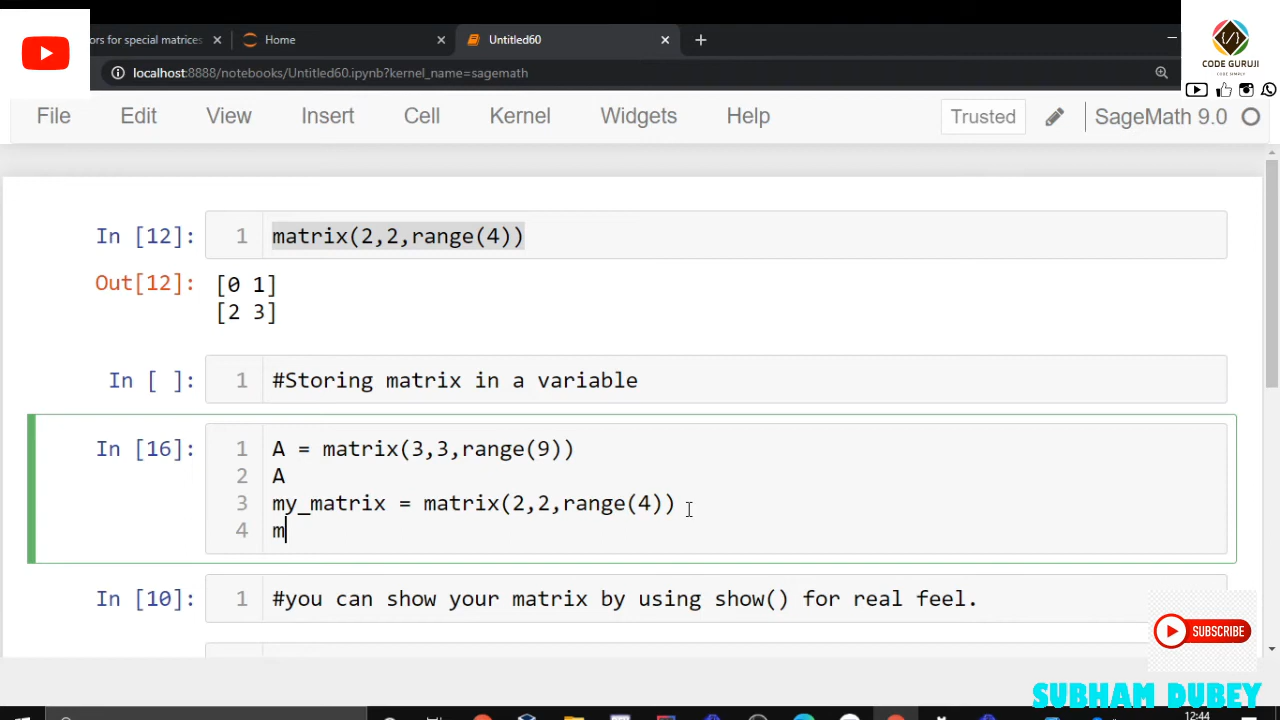 ors for special matrices
Home
Untitled60
CODE GURUJI
localhost:8888/notebooks/Untitled60.ipynb?kernel_name=sagemath
File Edit View Insert Cell Kernel Widgets Help Trusted SageMath 9.0
In [12]: 1 matrix(2,2,range(4))
Out[12]: [0 1]
[2 3]
In [ ]: 1 #Storing matrix in a variable
In [16]: 1 A = matrix(3,3,range(9))
2 A
3 my_matrix = matrix(2,2,range(4))
4 m
In [10]: 1 #you can show your matrix by using show() for real feel.
SUBSCRIBE
SUBHAM DUBEY
12:44